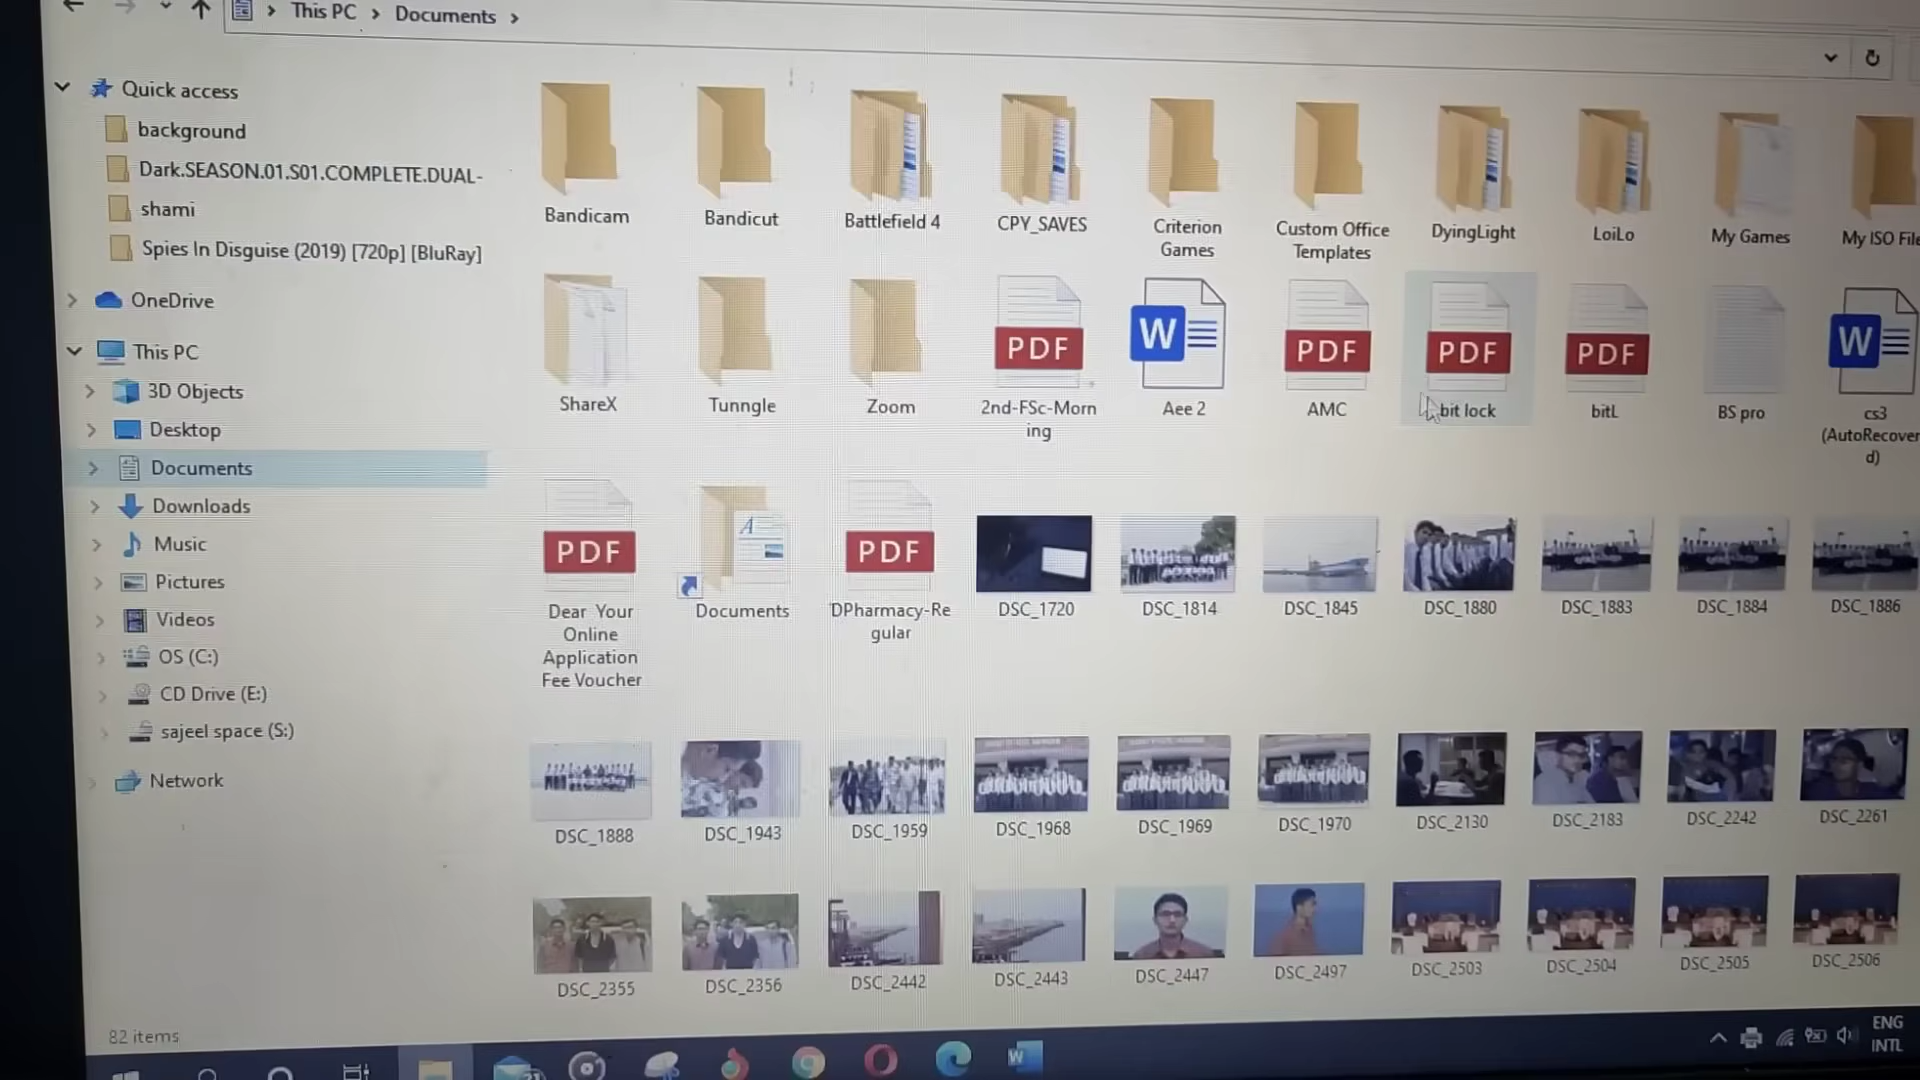 This PC > Documents >
Quick access
background
Dark.SEASON.01.S01.COMPLETE.DUAL-
shami
Spies In Disguise (2019) [720p] [BluRay]
OneDrive
This PC
3D Objects
Desktop
Documents
Downloads
Music
Pictures
Videos
OS (C:)
CD Drive (E:)
sajeel space (S:)
Network
Bandicam
Bandicut
Battlefield 4
CPY_SAVES
Criterion
Games
Custom Office
Templates
DyingLight
LoiLo
My Games
My ISO File
ShareX
Tunngle
Zoom
PDF
2nd-FSc-Morn
ing
W
Aee 2
PDF
AMC
PDF
bit lock
PDF
bitL
BS pro
W
cs3
(AutoRecover
d)
PDF
Dear Your
Online
Application
Fee Voucher
A
Documents
PDF
DPharmacy-Re
gular
DSC_1720
DSC_1814
DSC_1845
DSC_1880
DSC_1883
DSC_1884
DSC_1886
DSC_1888
DSC_1943
DSC_1959
DSC_1968
DSC_1969
DSC_1970
DSC_2130
DSC_2183
DSC_2242
DSC_2261
DSC_2355
DSC_2356
DSC_2442
DSC_2443
DSC_2447
DSC_2497
DSC_2503
DSC_2504
DSC_2505
DSC_2506
82 items
W
ENG
INTL